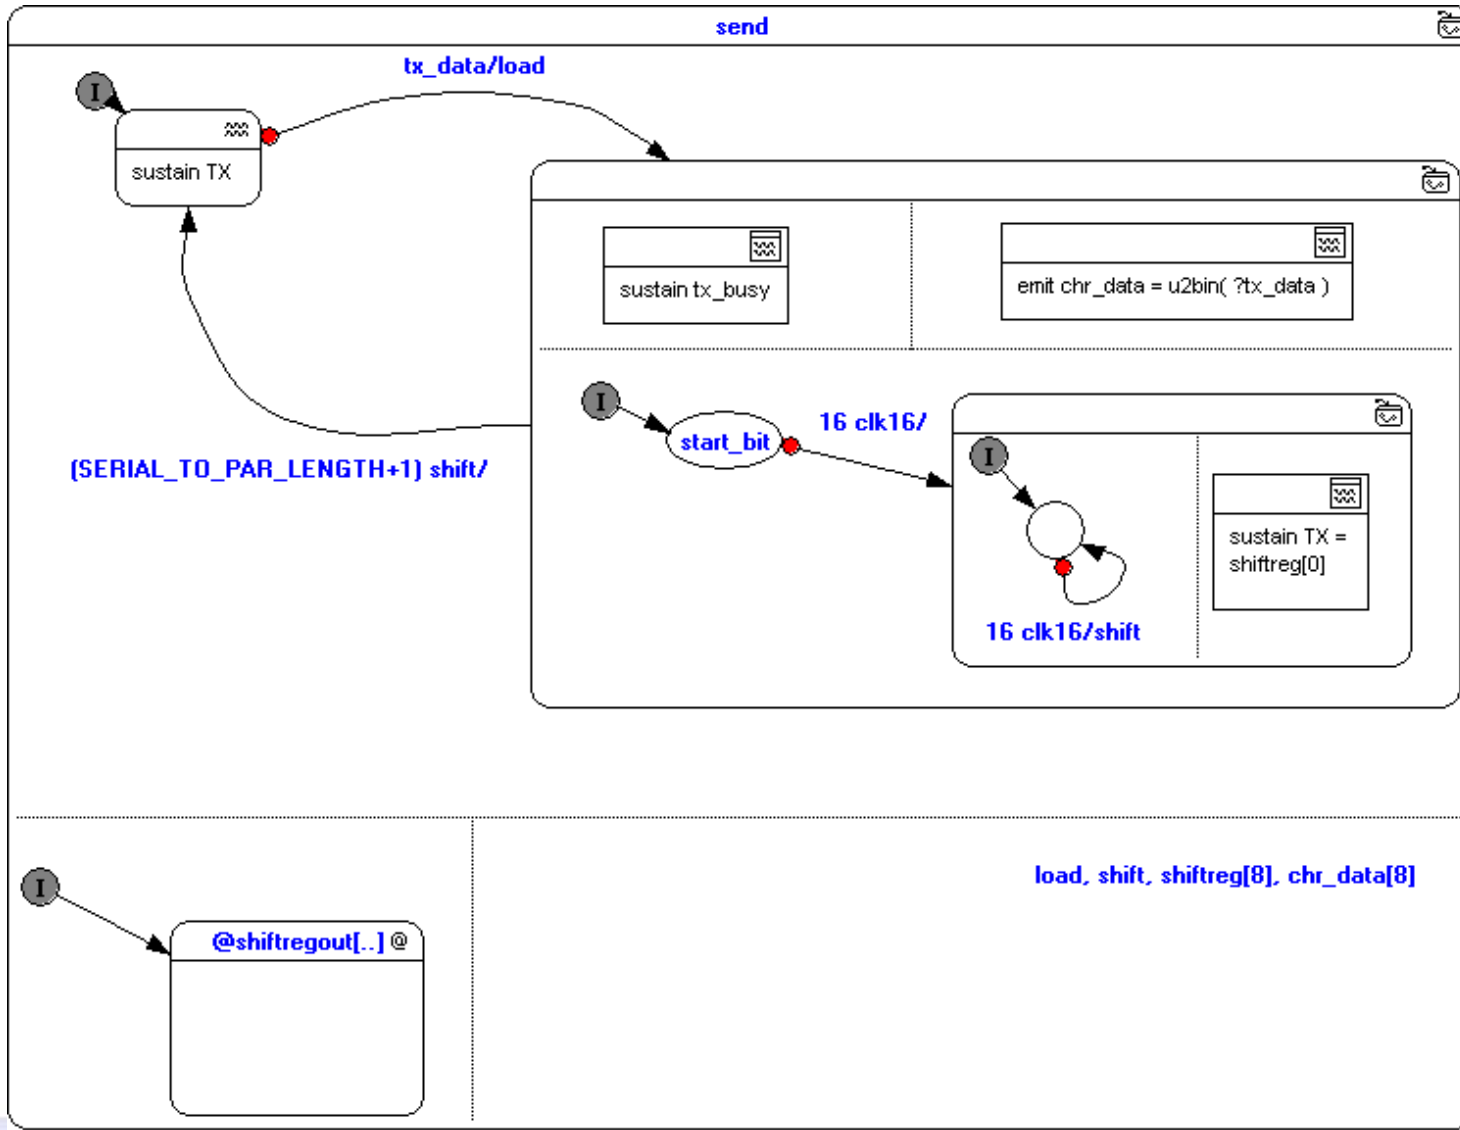 send
tx_data/load
I
sustain TX
sustain tx_busy
emit chr_data = u2bin( ?tx_data )
I
start_bit
16 clk16/
I
sustain TX =
shiftreg[0]
16 clk16/shift
(SERIAL_TO_PAR_LENGTH+1) shift/
load, shift, shiftreg[8], chr_data[8]
I
@shiftregout[..] @